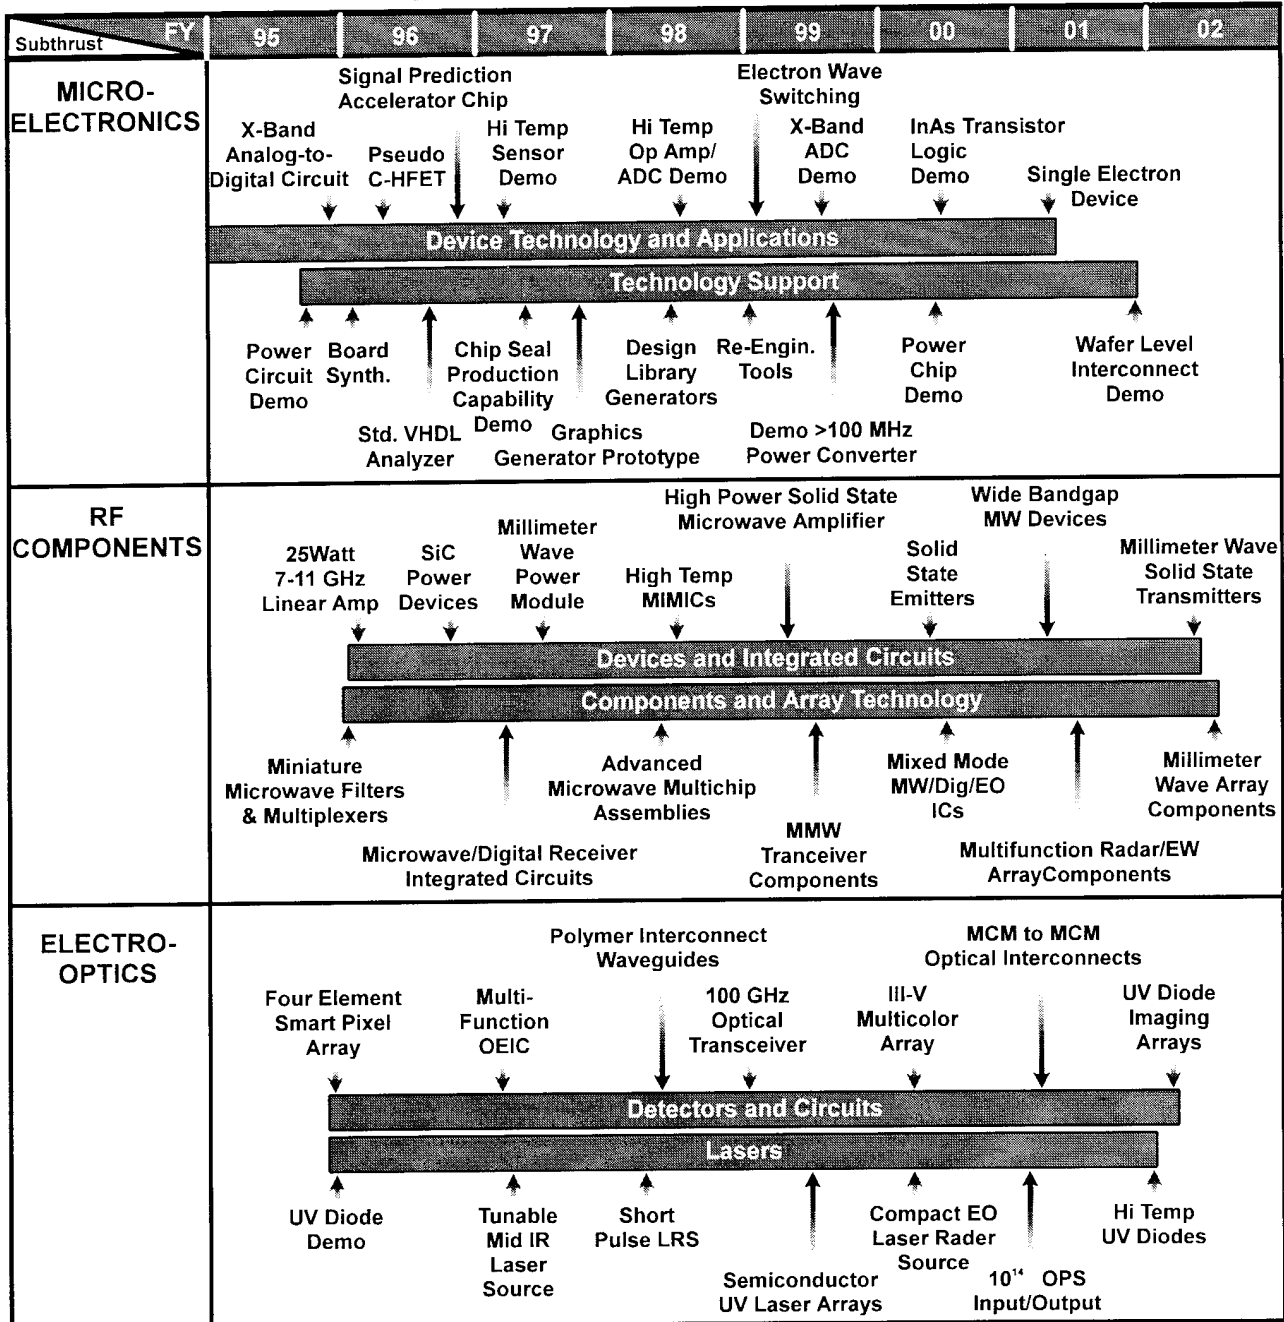 Subthrust
FY
95
96
97
98
99
00
01
02
MICRO-
ELECTRONICS
Signal Prediction
Accelerator Chip
Electron Wave
Switching
X-Band
Analog-to-
Digital Circuit
Pseudo
C-HFET
Hi Temp
Sensor
Demo
Hi Temp
Op Amp/
ADC Demo
X-Band
ADC
Demo
InAs Transistor
Logic
Demo
Single Electron
Device
Device Technology and Applications
Technology Support
Power
Circuit
Demo
Board
Synth.
Chip Seal
Production
Capability
Demo
Design
Library
Generators
Re-Engin.
Tools
Power
Chip
Demo
Wafer Level
Interconnect
Demo
Std. VHDL
Analyzer
Graphics
Generator Prototype
Demo >100 MHz
Power Converter
RF
COMPONENTS
High Power Solid State
Microwave Amplifier
Wide Bandgap
MW Devices
25Watt
7-11 GHz
Linear Amp
SiC
Power
Devices
Millimeter
Wave
Power
Module
High Temp
MIMICs
Solid
State
Emitters
Millimeter Wave
Solid State
Transmitters
Devices and Integrated Circuits
Components and Array Technology
Miniature
Microwave Filters
& Multiplexers
Advanced
Microwave Multichip
Assemblies
Mixed Mode
MW/Dig/EO
ICs
Millimeter
Wave Array
Components
Microwave/Digital Receiver
Integrated Circuits
MMW
Tranceiver
Components
Multifunction Radar/EW
ArrayComponents
ELECTRO-
OPTICS
Polymer Interconnect
Waveguides
MCM to MCM
Optical Interconnects
Four Element
Smart Pixel
Array
Multi-
Function
OEIC
100 GHz
Optical
Transceiver
III-V
Multicolor
Array
UV Diode
Imaging
Arrays
Detectors and Circuits
Lasers
UV Diode
Demo
Tunable
Mid IR
Laser
Source
Short
Pulse LRS
Compact EO
Laser Rader
Source
Hi Temp
UV Diodes
Semiconductor
UV Laser Arrays
10¹⁴ OPS
Input/Output